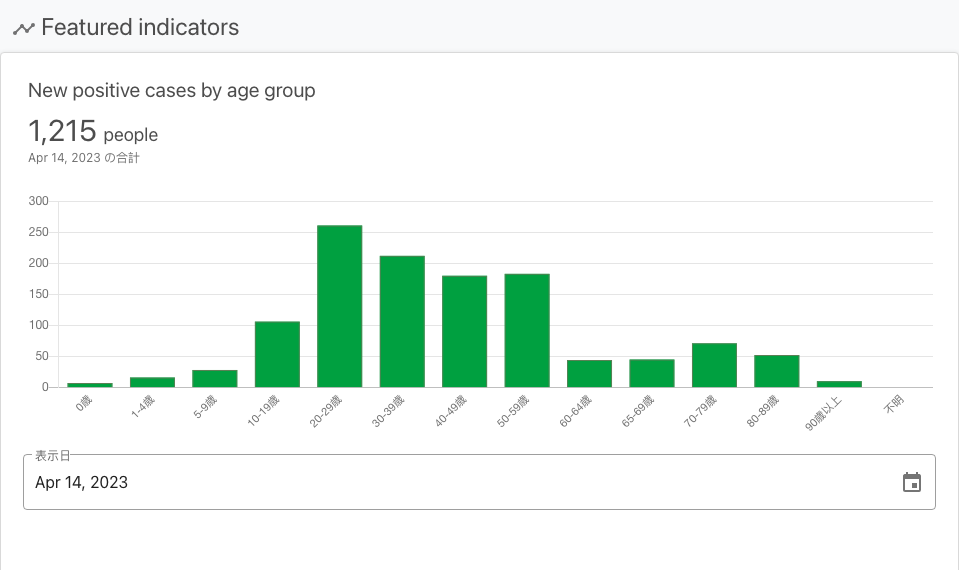 Featured indicators
New positive cases by age group
1,215 people
Apr 14, 2023 の合計
300
250
200
150
100
50
0
0歳
1-4歳
5-9歳
10-19歳
20-29歳
30-39歳
40-49歳
50-59歳
60-64歳
65-69歳
70-79歳
80-89歳
90歳以上
不明
表示日
Apr 14, 2023